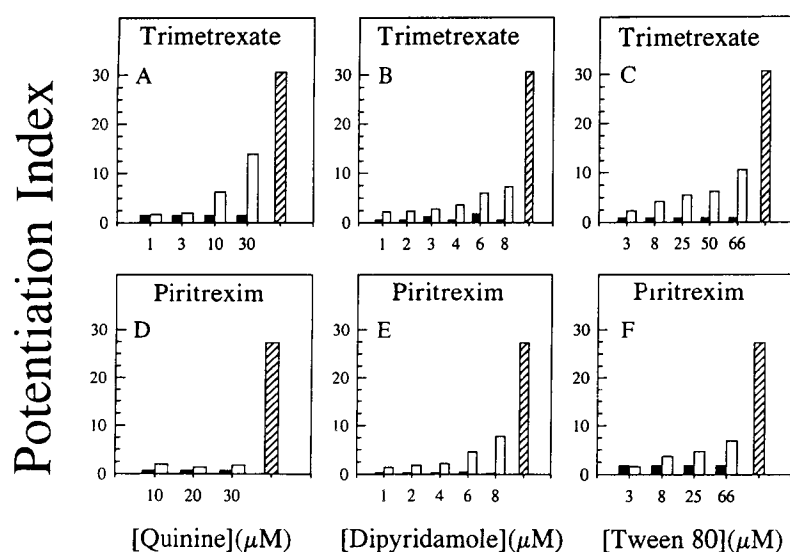 Potentiation Index
Trimetrexate
A
30
20
10
0
1 3 10 30
Trimetrexate
B
30
20
10
0
1 2 3 4 6 8
Trimetrexate
C
30
20
10
0
3 8 25 50 66
Piritrexim
D
30
20
10
0
10 20 30
Piritrexim
E
30
20
10
0
1 2 4 6 8
Piritrexim
F
30
20
10
0
3 8 25 66
[Quinine](μM)
[Dipyridamole](μM)
[Tween 80](μM)